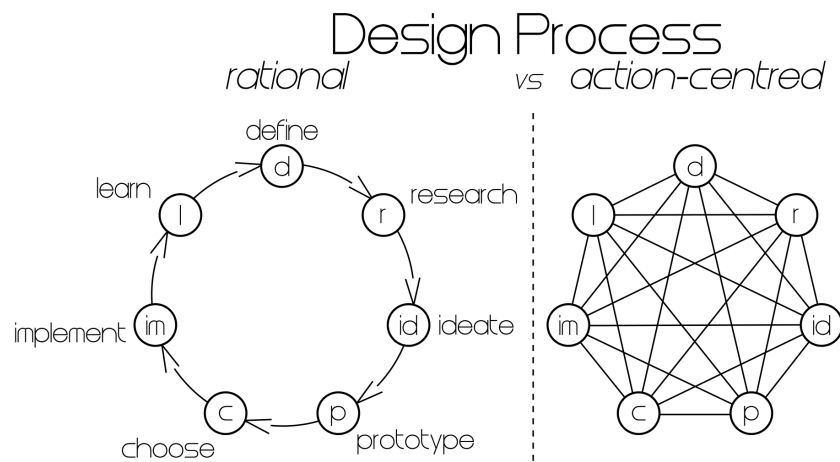 Design Process
rational vs action-centred
define
d
learn
l
r
research
implement
im
id
ideate
c
choose
p
prototype
d
l
r
im
id
c
p